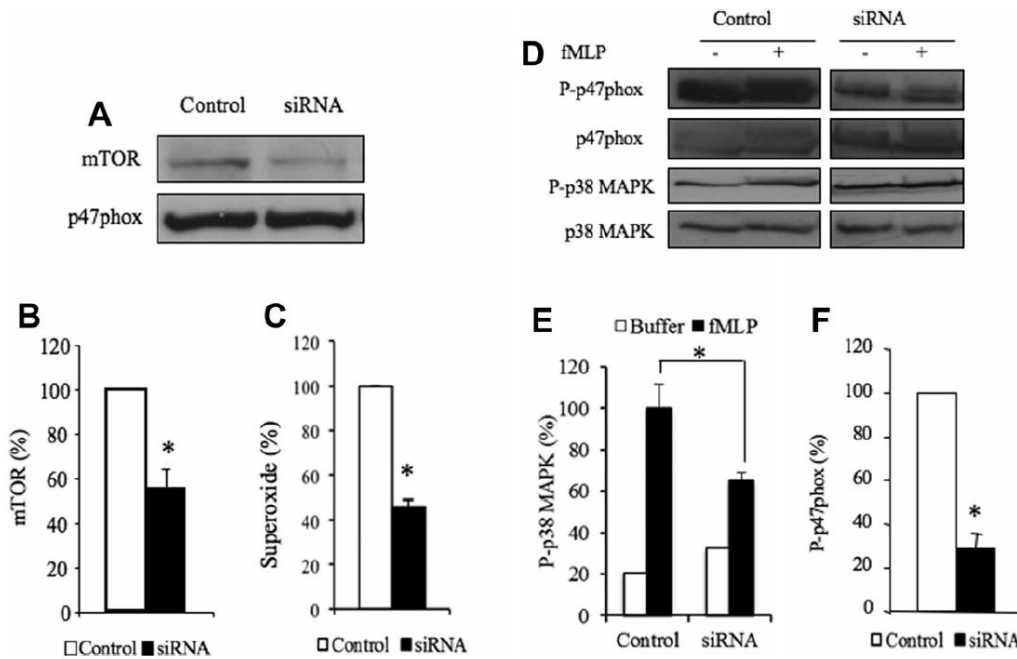 A
Control siRNA
mTOR
p47phox
D
Control siRNA
fMLP - + - +
P-p47phox
p47phox
P-p38 MAPK
p38 MAPK
B
120
100
80
60
40
20
0
mTOR (%)
*
Control siRNA
C
120
100
80
60
40
20
0
Superoxide (%)
*
Control siRNA
E
Buffer fMLP
120
100
80
60
40
20
0
P-p38 MAPK (%)
*
Control siRNA
F
120
100
80
60
40
20
0
P-p47phox (%)
*
Control siRNA